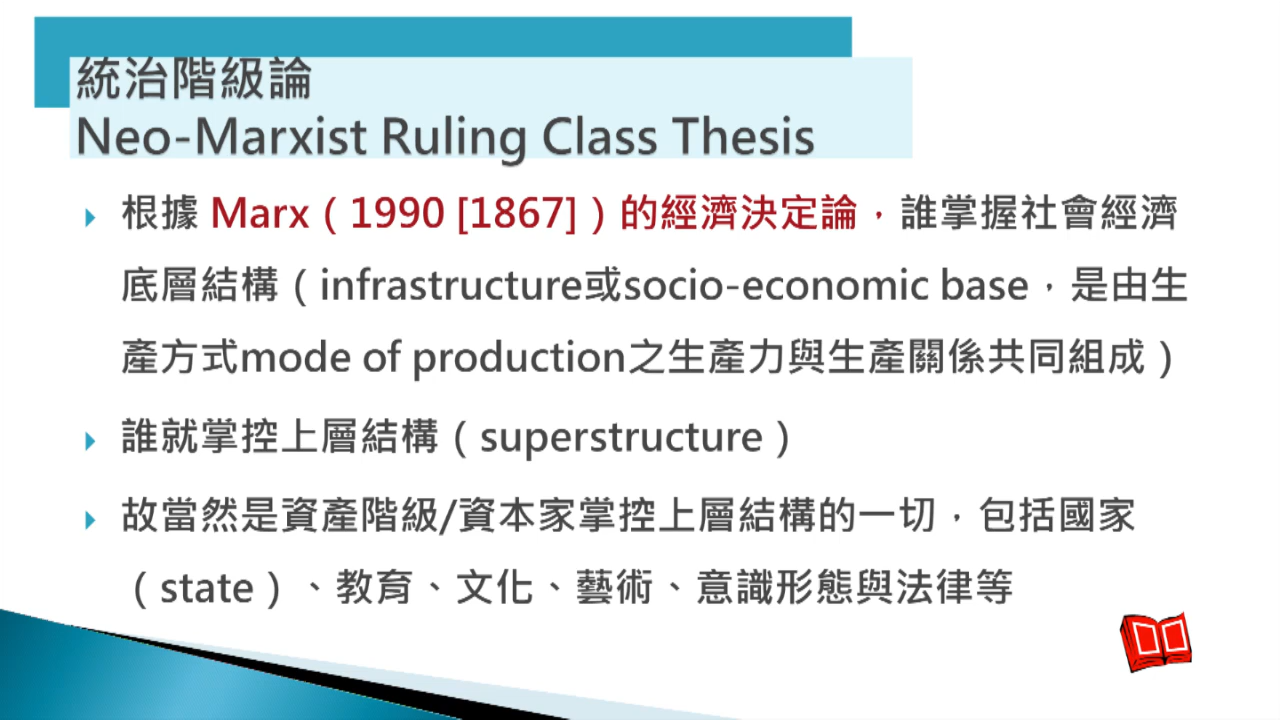 統治階級論
Neo-Marxist Ruling Class Thesis
根據 Marx（1990 [1867]）的經濟決定論，誰掌握社會經濟
底層結構（infrastructure或socio-economic base，是由生
產方式mode of production之生產力與生產關係共同組成）
誰就掌控上層結構（superstructure）
故當然是資產階級/資本家掌控上層結構的一切，包括國家
（state）、教育、文化、藝術、意識形態與法律等